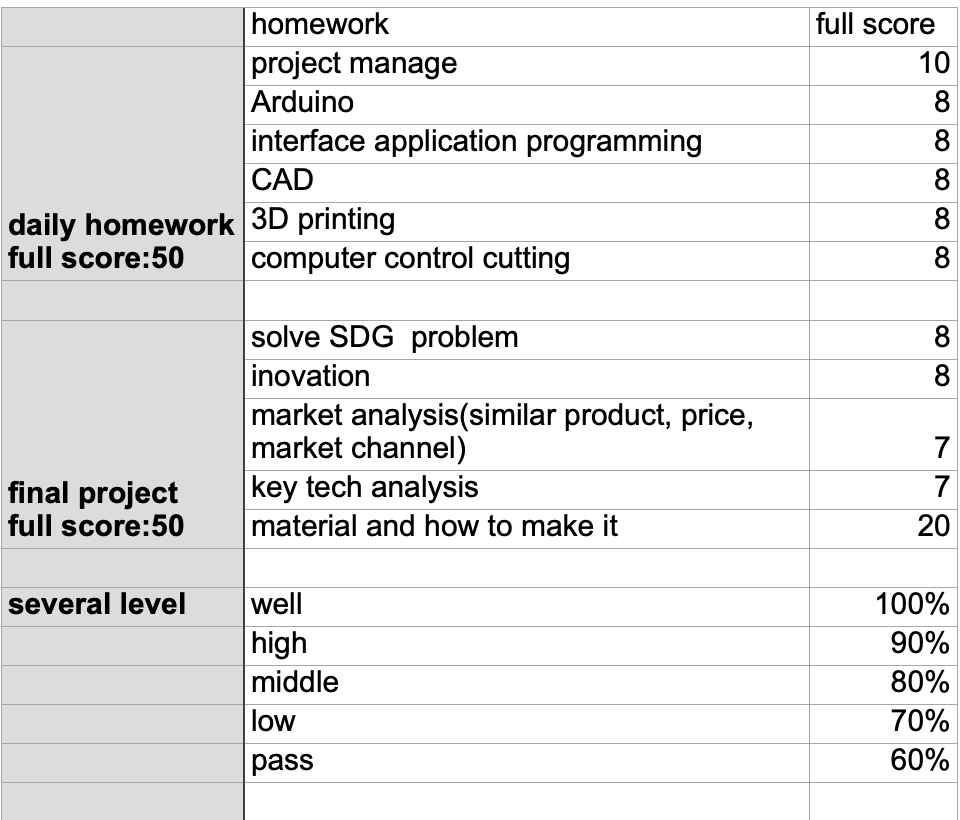 homework full score
project manage 10
Arduino 8
interface application programming 8
CAD 8
daily homework
full score:50
3D printing 8
computer control cutting 8
solve SDG  problem 8
inovation 8
market analysis(similar product, price,
market channel) 7
key tech analysis 7
final project
full score:50
material and how to make it 20
several level well 100%
high 90%
middle 80%
low 70%
pass 60%